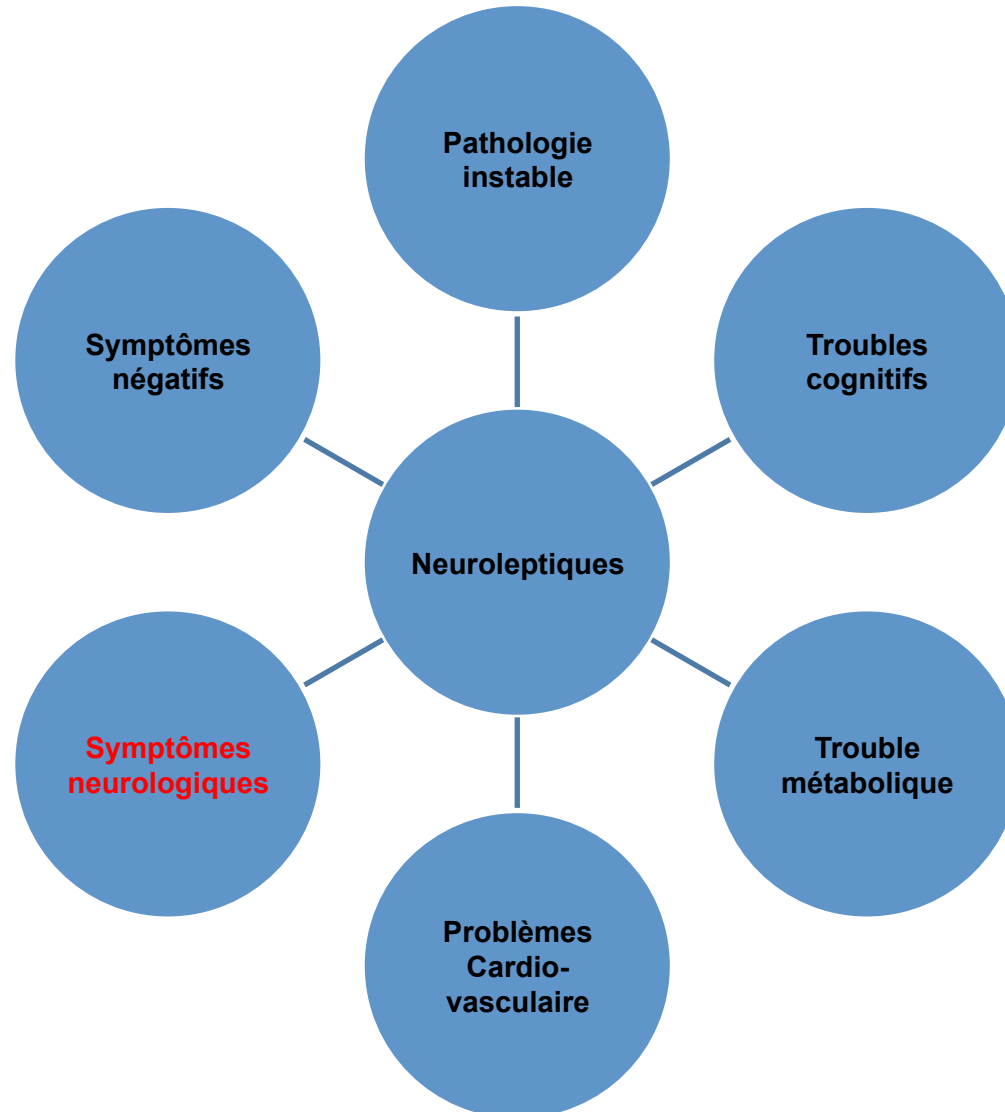 Pathologie
instable
Symptômes
négatifs
Troubles
cognitifs
Neuroleptiques
Symptômes
neurologiques
Trouble
métabolique
Problèmes
Cardio-
vasculaire